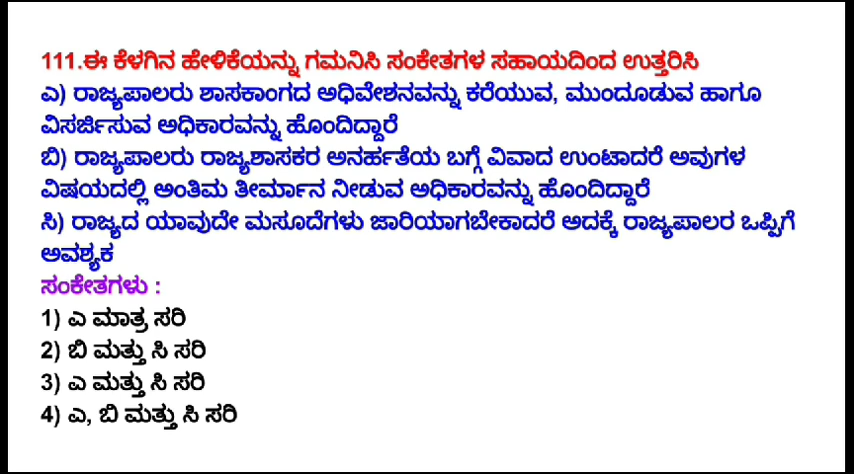 111.ಈ ಕೆಳಗಿನ ಹೇಳಿಕೆಯನ್ನು ಗಮನಿಸಿ ಸಂಕೇತಗಳ ಸಹಾಯದಿಂದ ಉತ್ತರಿಸಿ
ಎ) ರಾಜ್ಯಪಾಲರು ಶಾಸಕಾಂಗದ ಅಧಿವೇಶನವನ್ನು ಕರೆಯುವ, ಮುಂದೂಡುವ ಹಾಗೂ
ವಿಸರ್ಜಿಸುವ ಅಧಿಕಾರವನ್ನು ಹೊಂದಿದ್ದಾರೆ
ಬಿ) ರಾಜ್ಯಪಾಲರು ರಾಜ್ಯಶಾಸಕರ ಅನರ್ಹತೆಯ ಬಗ್ಗೆ ವಿವಾದ ಉಂಟಾದರೆ ಅವುಗಳ
ವಿಷಯದಲ್ಲಿ ಅಂತಿಮ ತೀರ್ಮಾನ ನೀಡುವ ಅಧಿಕಾರವನ್ನು ಹೊಂದಿದ್ದಾರೆ
ಸಿ) ರಾಜ್ಯದ ಯಾವುದೇ ಮಸೂದೆಗಳು ಜಾರಿಯಾಗಬೇಕಾದರೆ ಅದಕ್ಕೆ ರಾಜ್ಯಪಾಲರ ಒಪ್ಪಿಗೆ
ಅವಶ್ಯಕ
ಸಂಕೇತಗಳು :
1) ಎ ಮಾತ್ರ ಸರಿ
2) ಬಿ ಮತ್ತು ಸಿ ಸರಿ
3) ಎ ಮತ್ತು ಸಿ ಸರಿ
4) ಎ, ಬಿ ಮತ್ತು ಸಿ ಸರಿ